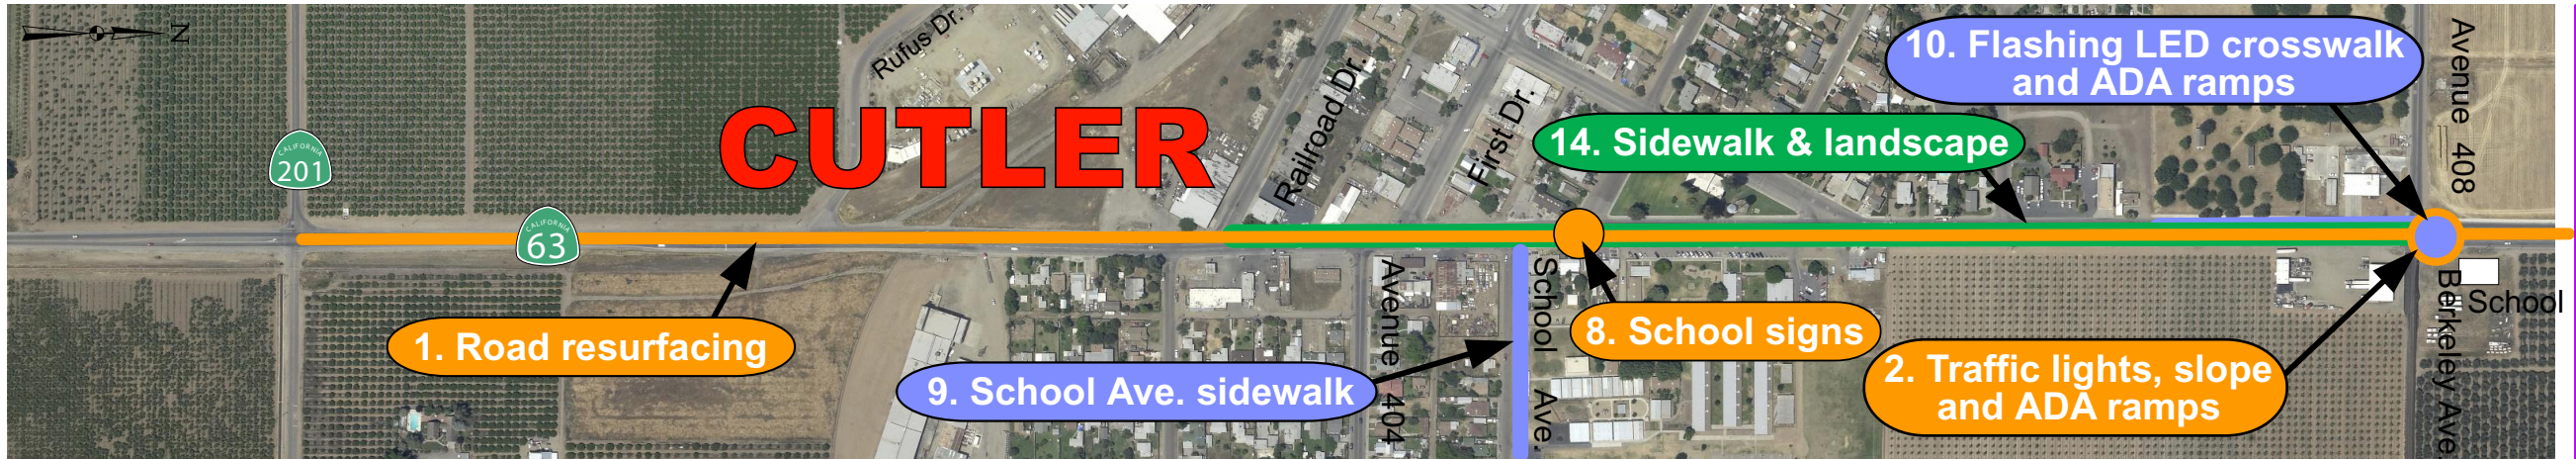 N
Rufus Dr.
CUTLER
CALIFORNIA
201
CALIFORNIA
63
Railroad Dr.
First Dr.
10. Flashing LED crosswalk
and ADA ramps
14. Sidewalk & landscape
Avenue 408
1. Road resurfacing
9. School Ave. sidewalk
Avenue 404
School Ave.
8. School signs
2. Traffic lights, slope
and ADA ramps
Berkeley Ave.
School